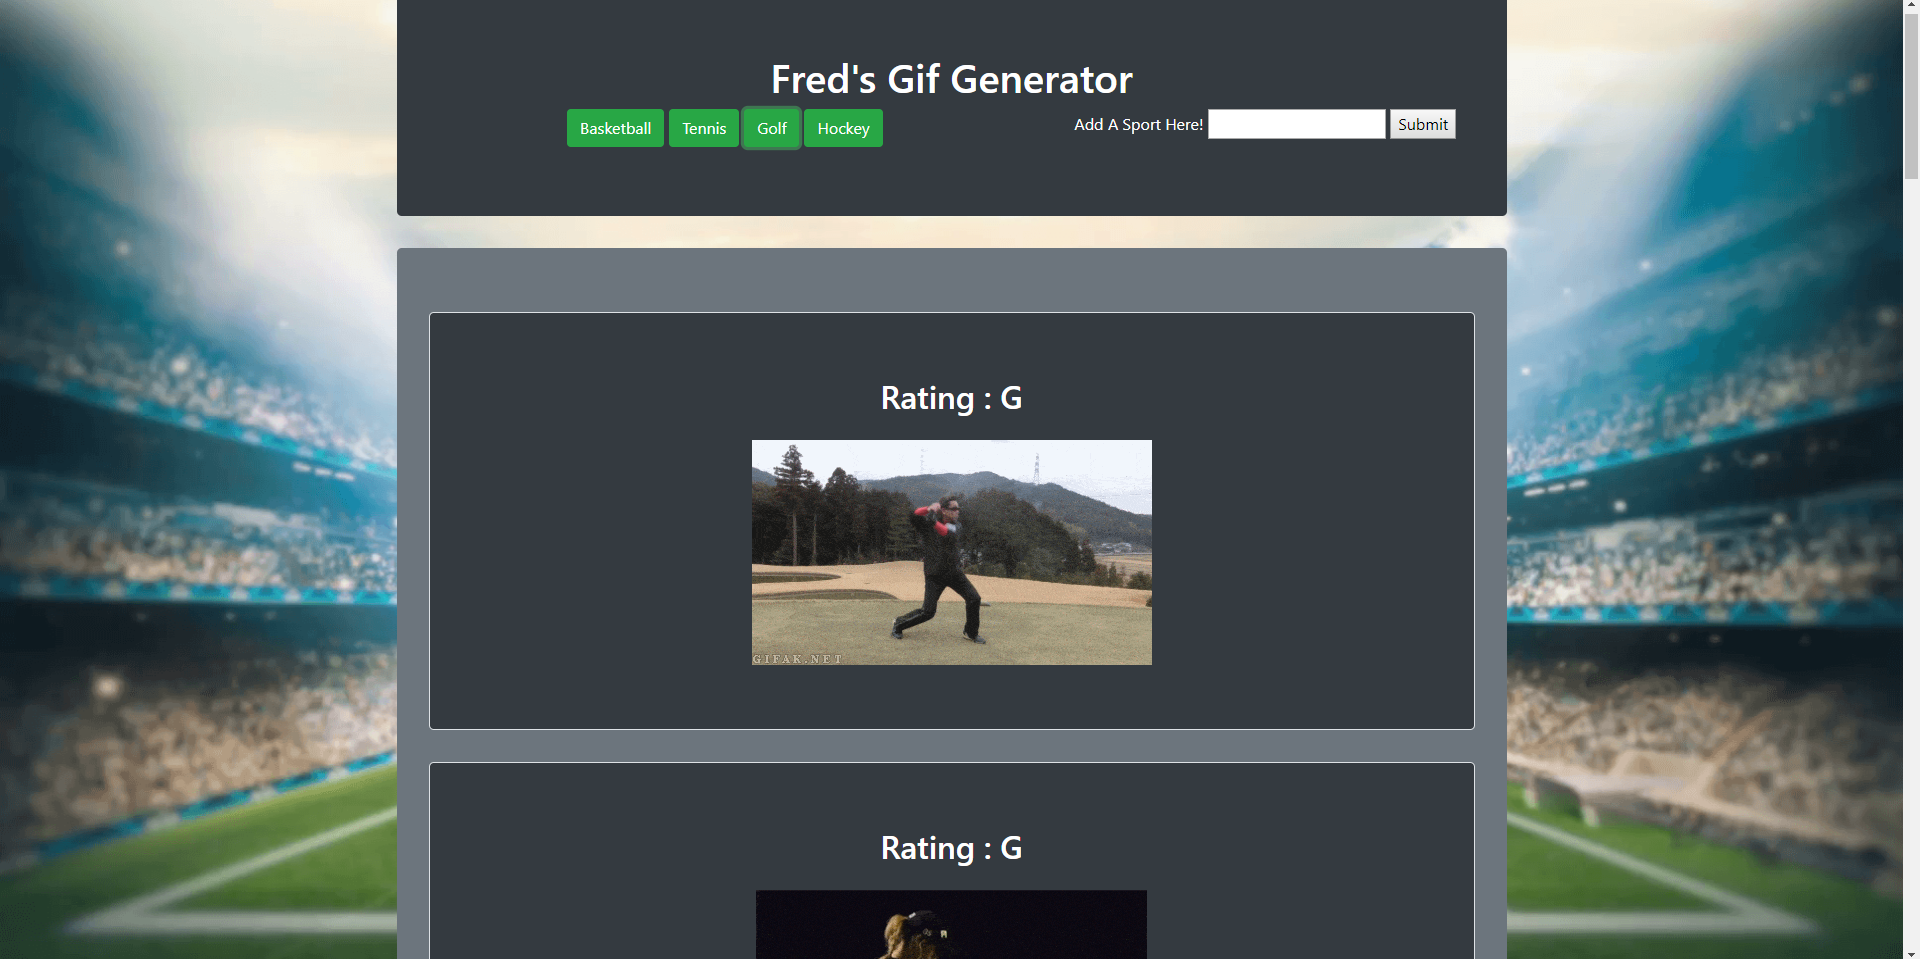 Fred's Gif Generator
Basketball Tennis Golf Hockey Add A Sport Here! Submit
Rating : G
GIFAK.NET
Rating : G